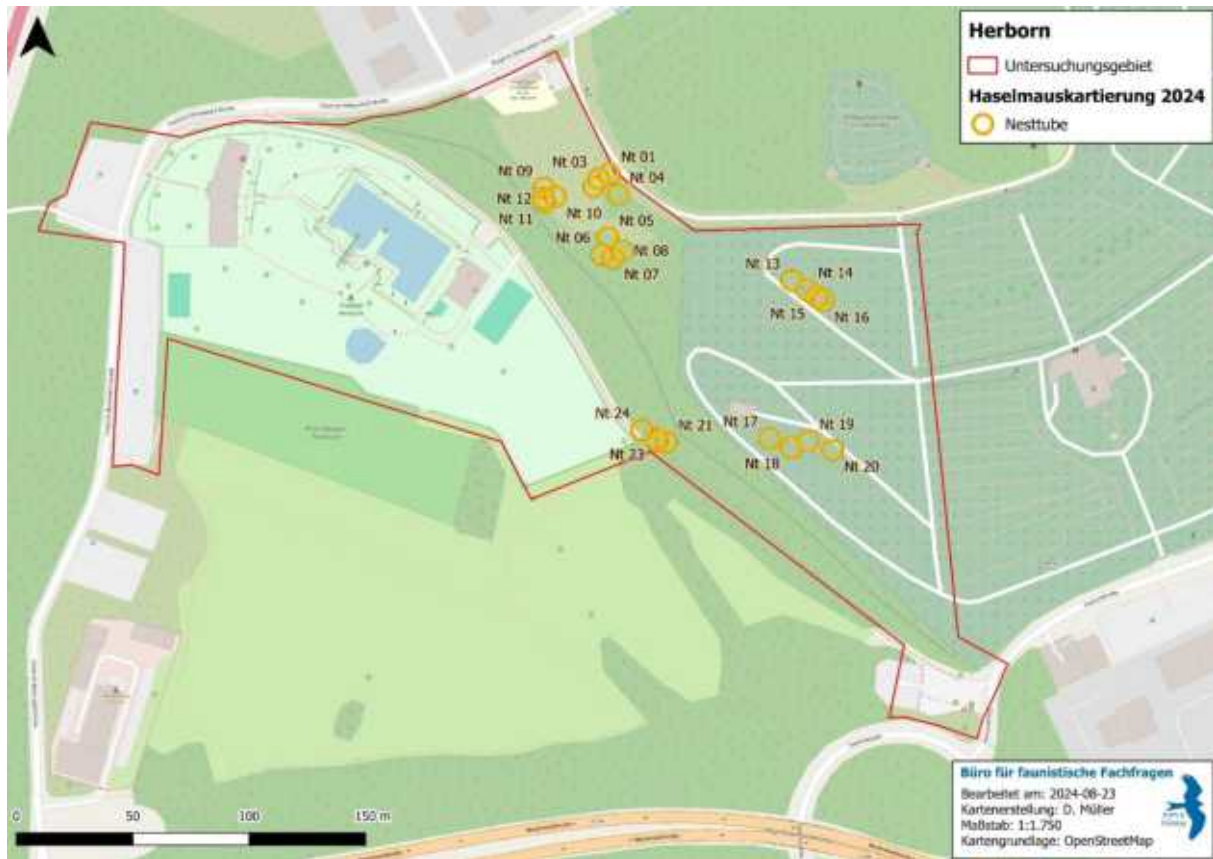 Herborn
Untersuchungsgebiet
Haselmauskartierung 2024
Nesttube
Nt 01
Nt 03
Nt 04
Nt 09
Nt 12
Nt 10
Nt 11
Nt 05
Nt 06
Nt 08
Nt 07
Nt 13
Nt 14
Nt 15
Nt 16
Nt 24
Nt 21
Nt 23
Nt 17
Nt 19
Nt 18
Nt 20
0 50 100 150 m
Büro für faunistische Fachfragen
Bearbeitet am: 2024-08-23
Kartenerstellung: D. Müller
Maßstab: 1:1.750
Kartengrundlage: OpenStreetMap